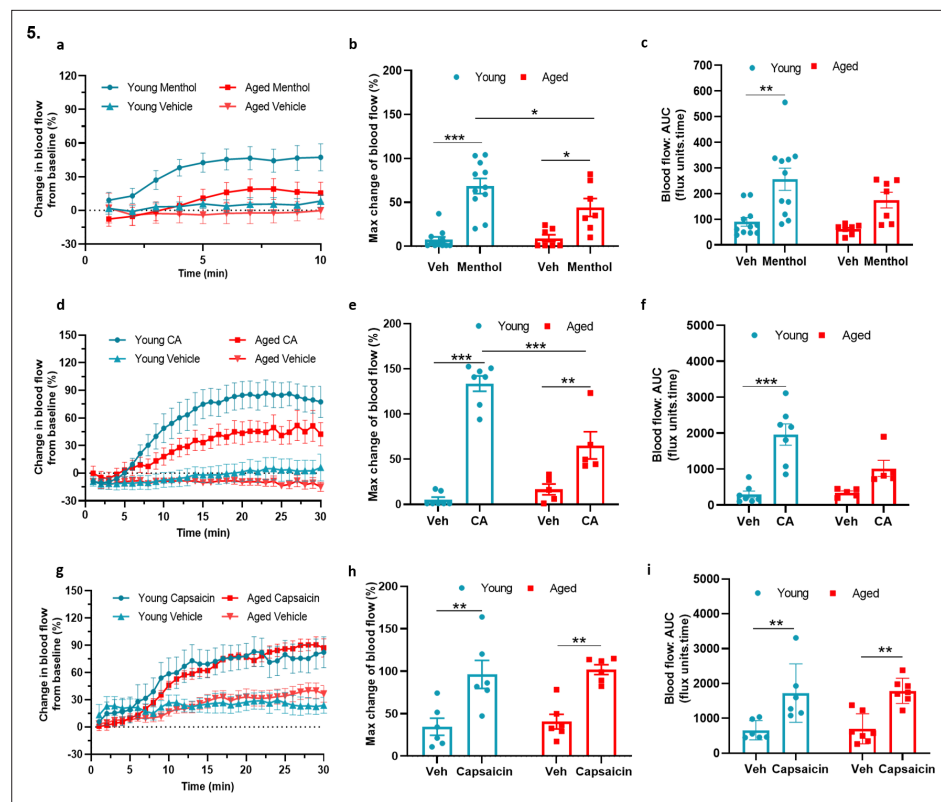 5.
a
Change in blood flow
from baseline (%)
120
90
60
30
0
-30
Young Menthol
Aged Menthol
Young Vehicle
Aged Vehicle
5
10
Time (min)
b
Max change of blood flow (%)
200
150
100
50
0
Young
Aged
***
*
*
Veh
Menthol
Veh
Menthol
c
Blood flow: AUC
(flux units.time)
700
600
500
400
300
200
100
0
Young
Aged
**
Veh
Menthol
Veh
Menthol
d
Change in blood flow
from baseline (%)
150
120
90
60
30
0
-30
Young CA
Aged CA
Young Vehicle
Aged Vehicle
0
5
10
15
20
25
30
Time (min)
e
Max change of blood flow (%)
200
150
100
50
0
Young
Aged
***
***
**
Veh
CA
Veh
CA
f
Blood flow: AUC
(flux units.time)
5000
4000
3000
2000
1000
0
Young
Aged
***
Veh
CA
Veh
CA
g
Change in blood flow
from baseline (%)
150
120
90
60
30
0
-30
Young Capsaicin
Aged Capsaicin
Young Vehicle
Aged Vehicle
0
5
10
15
20
25
30
Time (min)
h
Max change of blood flow (%)
200
150
100
50
0
Young
Aged
**
**
Veh
Capsaicin
Veh
Capsaicin
i
Blood flow: AUC
(flux units.time)
5000
4000
3000
2000
1000
0
Young
Aged
**
**
Veh
Capsaicin
Veh
Capsaicin